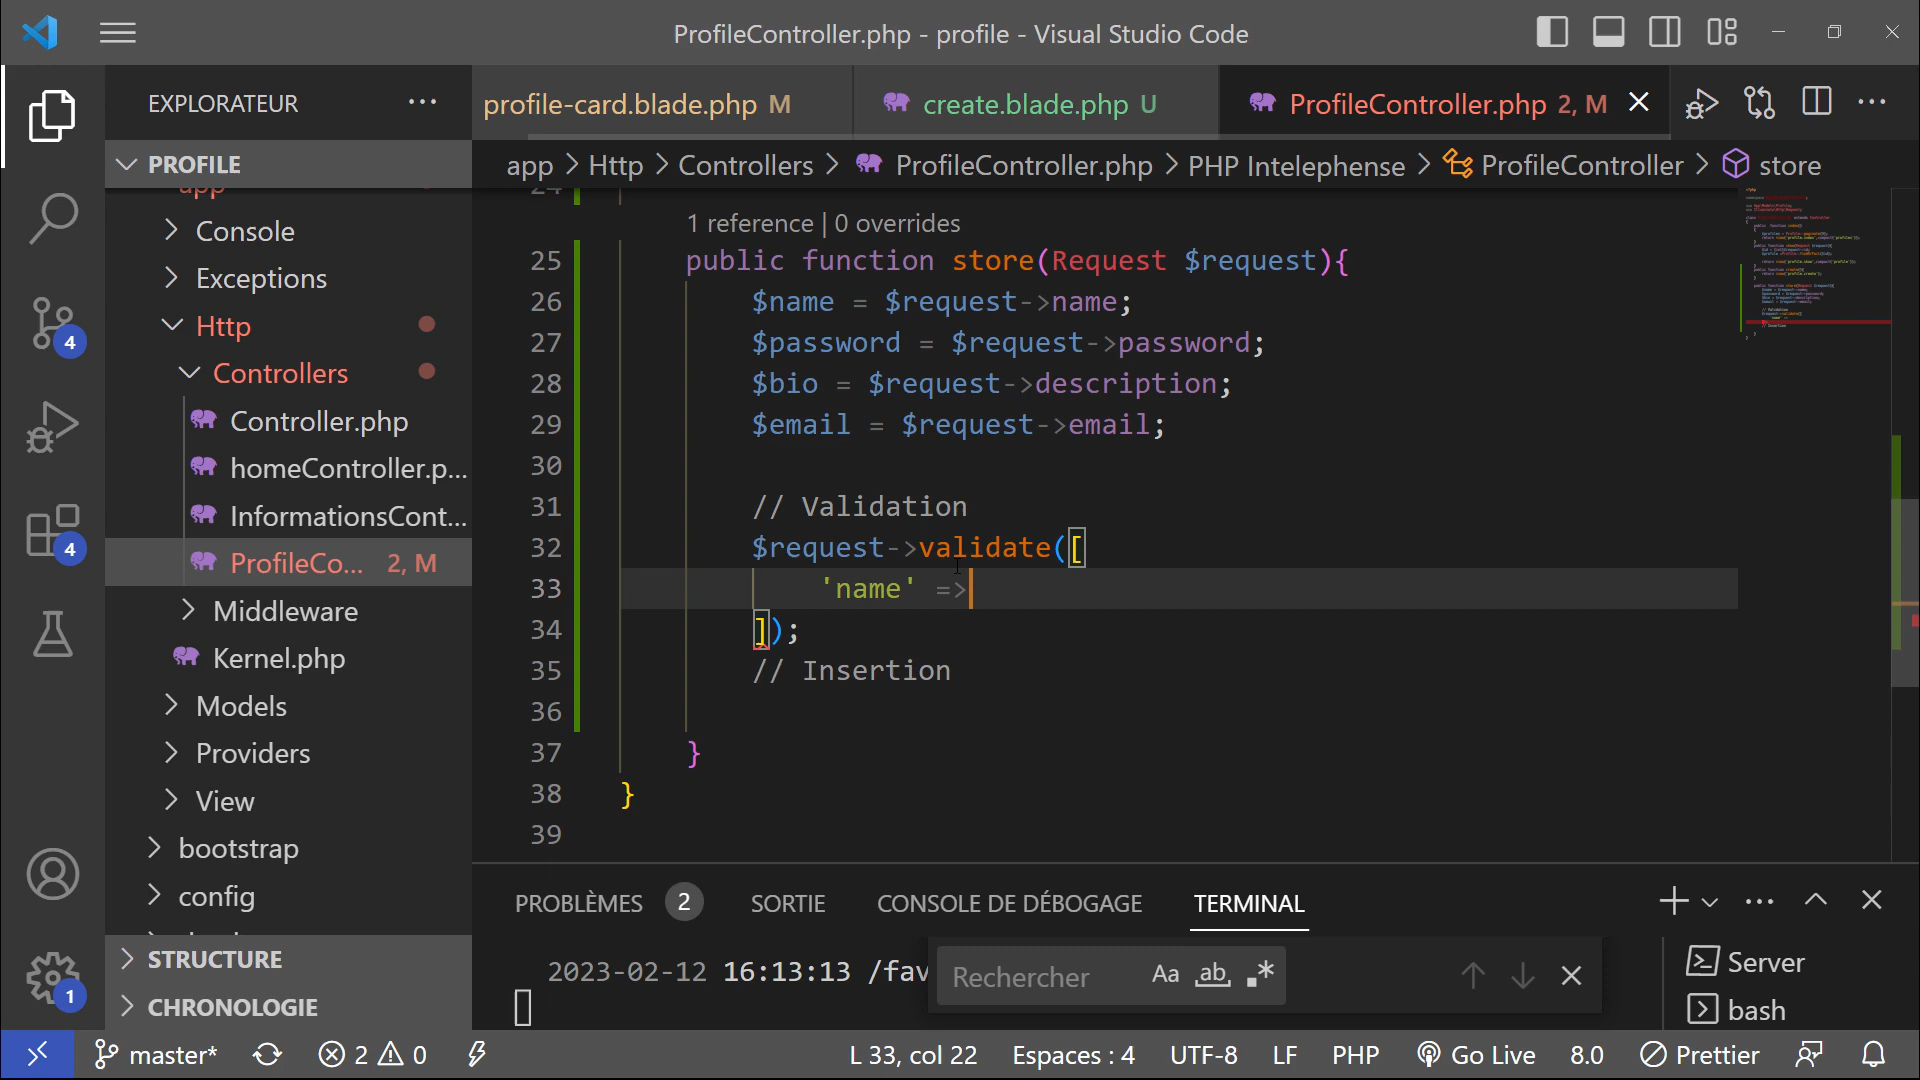 ProfileController.php - profile - Visual Studio Code
EXPLORATEUR
profile-card.blade.php M
create.blade.php U
ProfileController.php 2, M
PROFILE
app > Http > Controllers > ProfileController.php > PHP Intelephense > ProfileController > store
app
Console
Exceptions
Http
Controllers
Controller.php
homeController.p...
InformationsCont...
ProfileCo... 2, M
Middleware
Kernel.php
Models
Providers
View
bootstrap
config
STRUCTURE
CHRONOLOGIE
4
4
1
24
1 reference | 0 overrides
25 public function store(Request $request){
26 $name = $request->name;
27 $password = $request->password;
28 $bio = $request->description;
29 $email = $request->email;
30
31 // Validation
32 $request->validate([
33 'name' =>
34 ]);
35 // Insertion
36
37 }
38 }
39
PROBLÈMES 2 SORTIE CONSOLE DE DÉBOGAGE TERMINAL
2023-02-12 16:13:13 /fav
Rechercher Aa ab .*
Server
bash
master* 2 0 L 33, col 22 Espaces : 4 UTF-8 LF PHP Go Live 8.0 Prettier